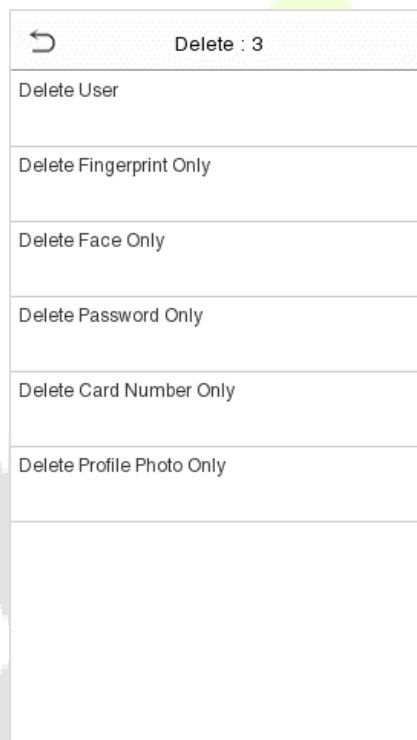 Delete : 3
Delete User
Delete Fingerprint Only
Delete Face Only
Delete Password Only
Delete Card Number Only
Delete Profile Photo Only